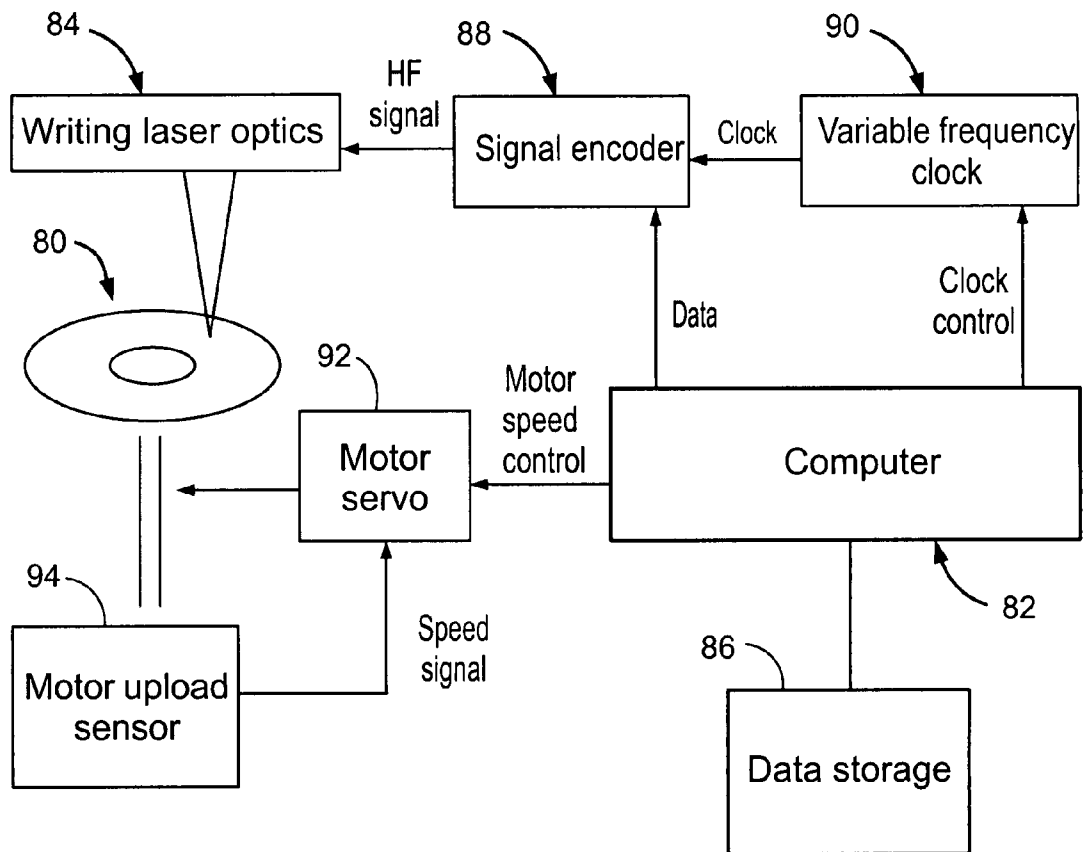 84
88
90
HF
signal
Writing laser optics
Signal encoder
Clock
Variable frequency
clock
80
Data
Clock
control
92
Motor
speed
control
Motor
servo
Computer
94
82
Speed
signal
86
Motor upload
sensor
Data storage